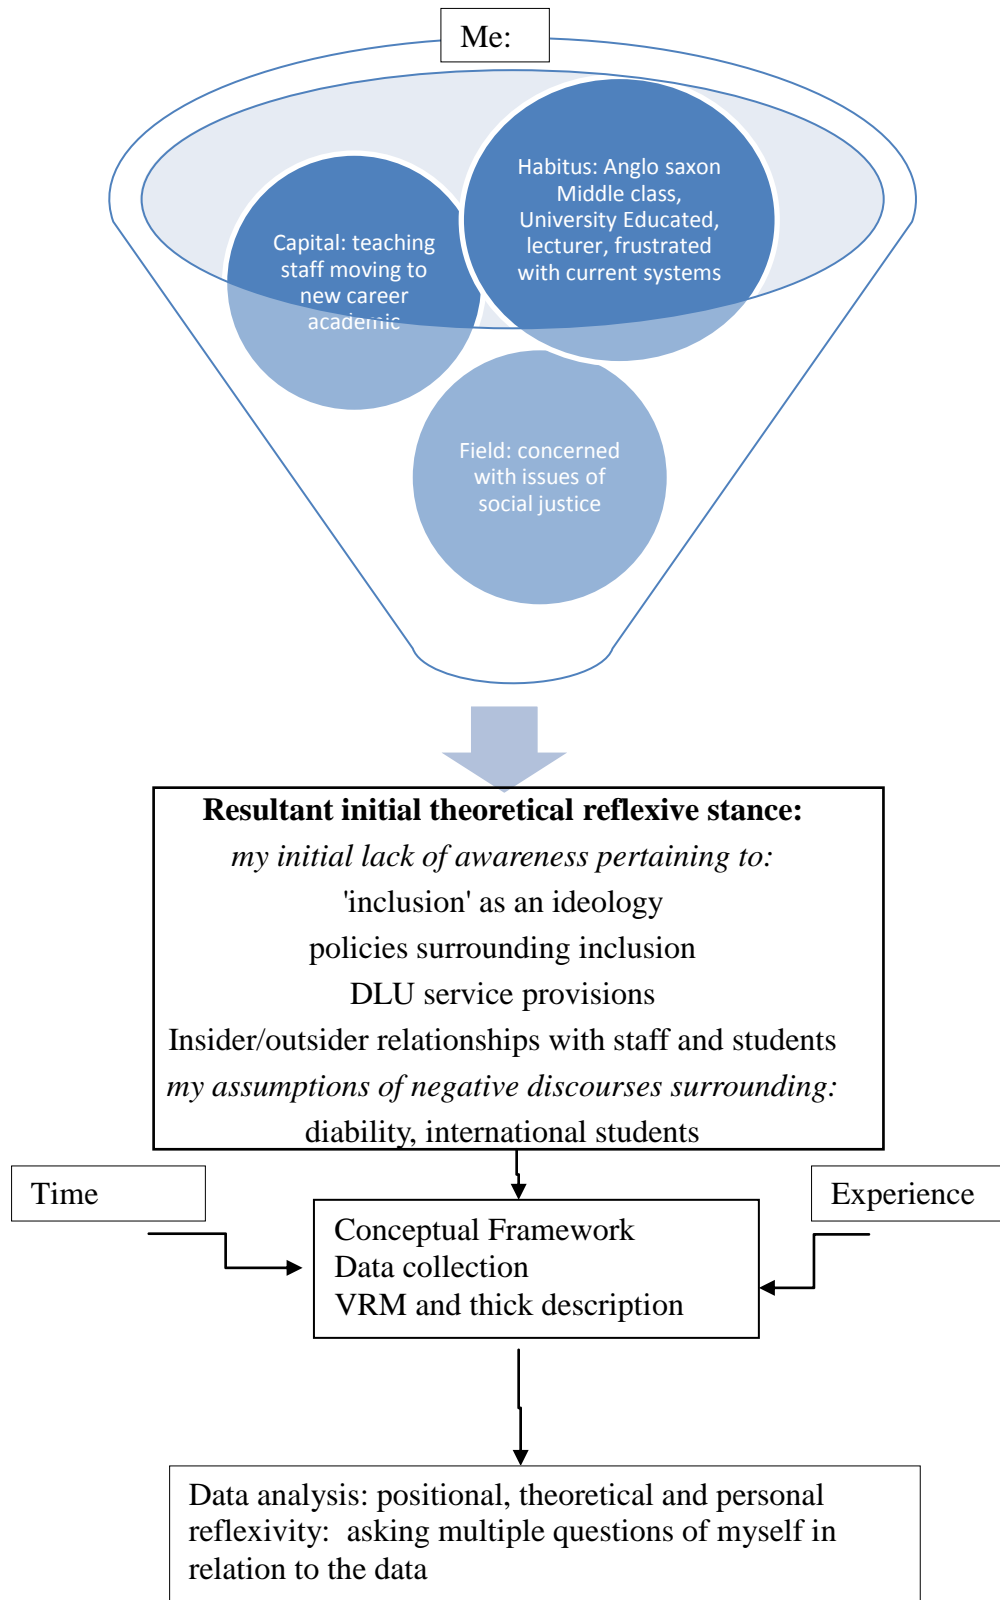 Me:
Habitus: Anglo saxon
Middle class,
University Educated,
lecturer, frustrated
with current systems
Capital: teaching
staff moving to
new career
academic
Field: concerned
with issues of
social justice
Resultant initial theoretical reflexive stance:
my initial lack of awareness pertaining to:
'inclusion' as an ideology
policies surrounding inclusion
DLU service provisions
Insider/outsider relationships with staff and students
my assumptions of negative discourses surrounding:
diability, international students
Time
Experience
Conceptual Framework
Data collection
VRM and thick description
Data analysis: positional, theoretical and personal
reflexivity:  asking multiple questions of myself in
relation to the data